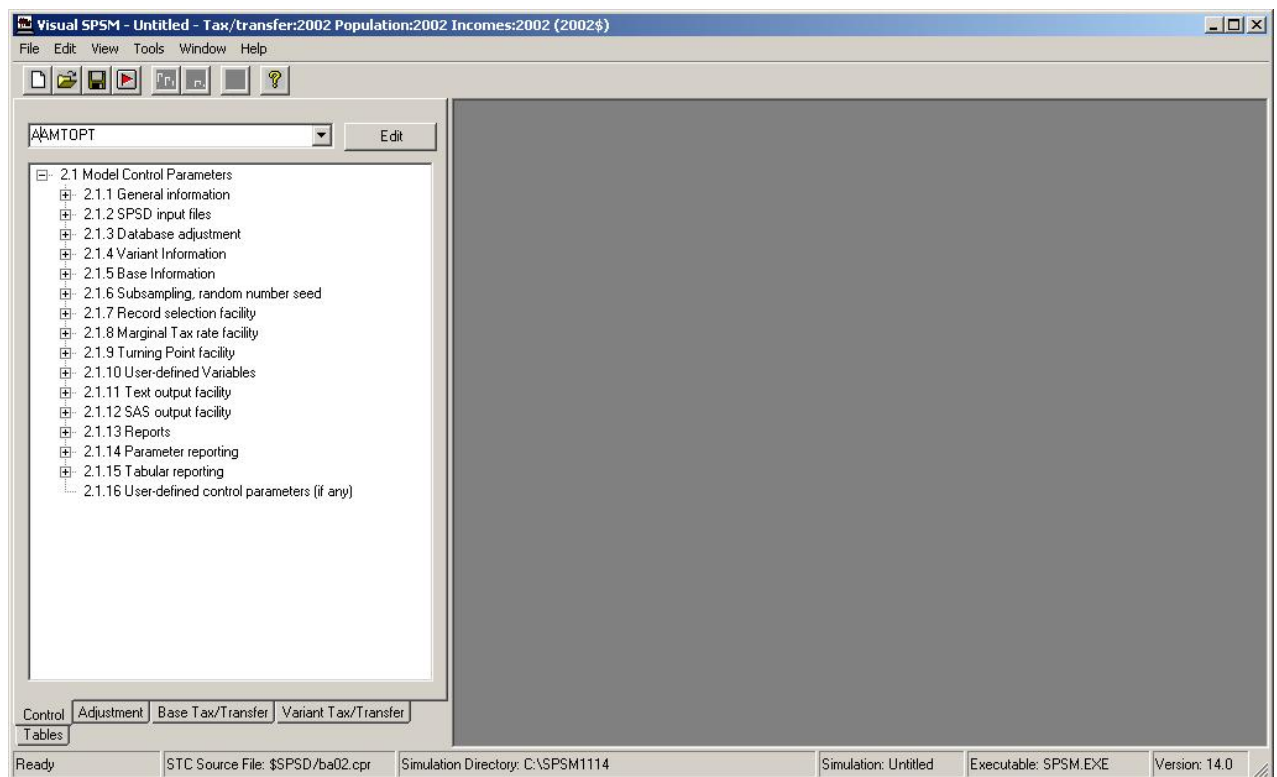 Visual SPSM - Untitled - Tax/transfer:2002 Population:2002 Incomes:2002 (2002$)
File Edit View Tools Window Help
AAMTOPT
Edit
2.1 Model Control Parameters
2.1.1 General information
2.1.2 SPSD input files
2.1.3 Database adjustment
2.1.4 Variant Information
2.1.5 Base Information
2.1.6 Subsampling, random number seed
2.1.7 Record selection facility
2.1.8 Marginal Tax rate facility
2.1.9 Turning Point facility
2.1.10 User-defined Variables
2.1.11 Text output facility
2.1.12 SAS output facility
2.1.13 Reports
2.1.14 Parameter reporting
2.1.15 Tabular reporting
2.1.16 User-defined control parameters (if any)
Control Adjustment Base Tax/Transfer Variant Tax/Transfer
Tables
Ready STC Source File: $SPSD/ba02.cpr Simulation Directory: C:\SPSM1114 Simulation: Untitled Executable: SPSM.EXE Version: 14.0